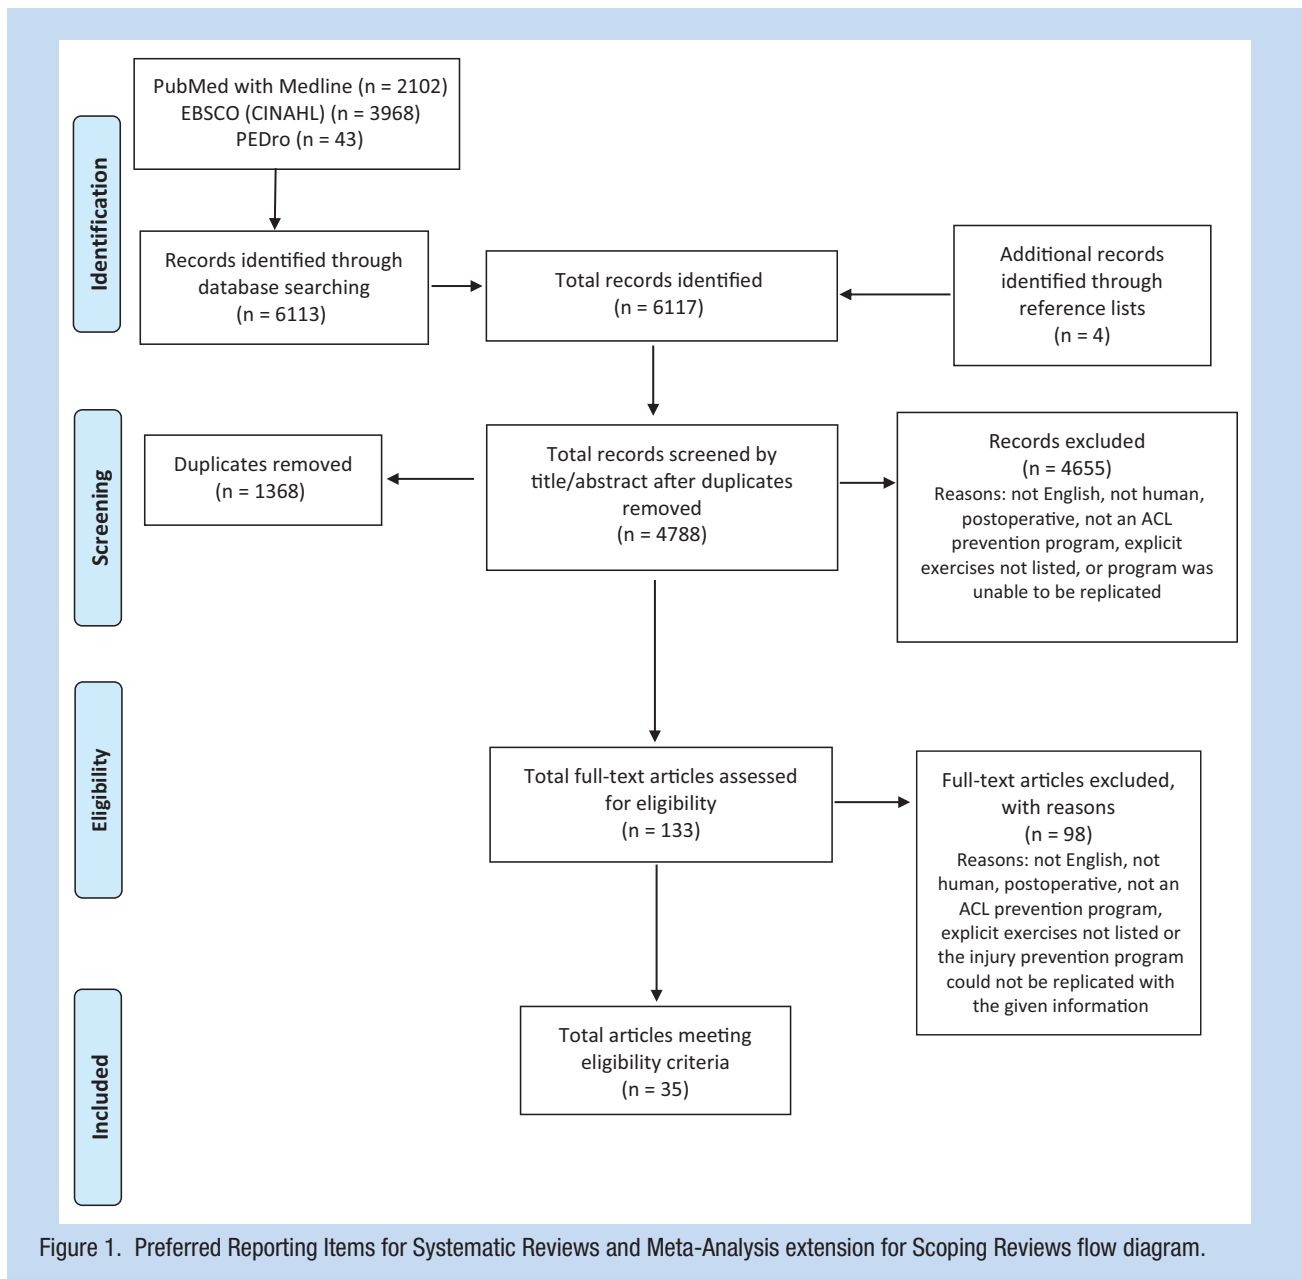 PubMed with Medline (n = 2102)
EBSCO (CINAHL) (n = 3968)
PEDro (n = 43)
Identification
Records identified through
database searching
(n = 6113)
Total records identified
(n = 6117)
Additional records
identified through
reference lists
(n = 4)
Screening
Duplicates removed
(n = 1368)
Total records screened by
title/abstract after duplicates
removed
(n = 4788)
Records excluded
(n = 4655)
Reasons: not English, not human,
postoperative, not an ACL
prevention program, explicit
exercises not listed, or program was
unable to be replicated
Eligibility
Total full-text articles assessed
for eligibility
(n = 133)
Full-text articles excluded,
with reasons
(n = 98)
Reasons: not English, not
human, postoperative, not an
ACL prevention program,
explicit exercises not listed or
the injury prevention program
could not be replicated with
the given information
Included
Total articles meeting
eligibility criteria
(n = 35)
Figure 1. Preferred Reporting Items for Systematic Reviews and Meta-Analysis extension for Scoping Reviews flow diagram.